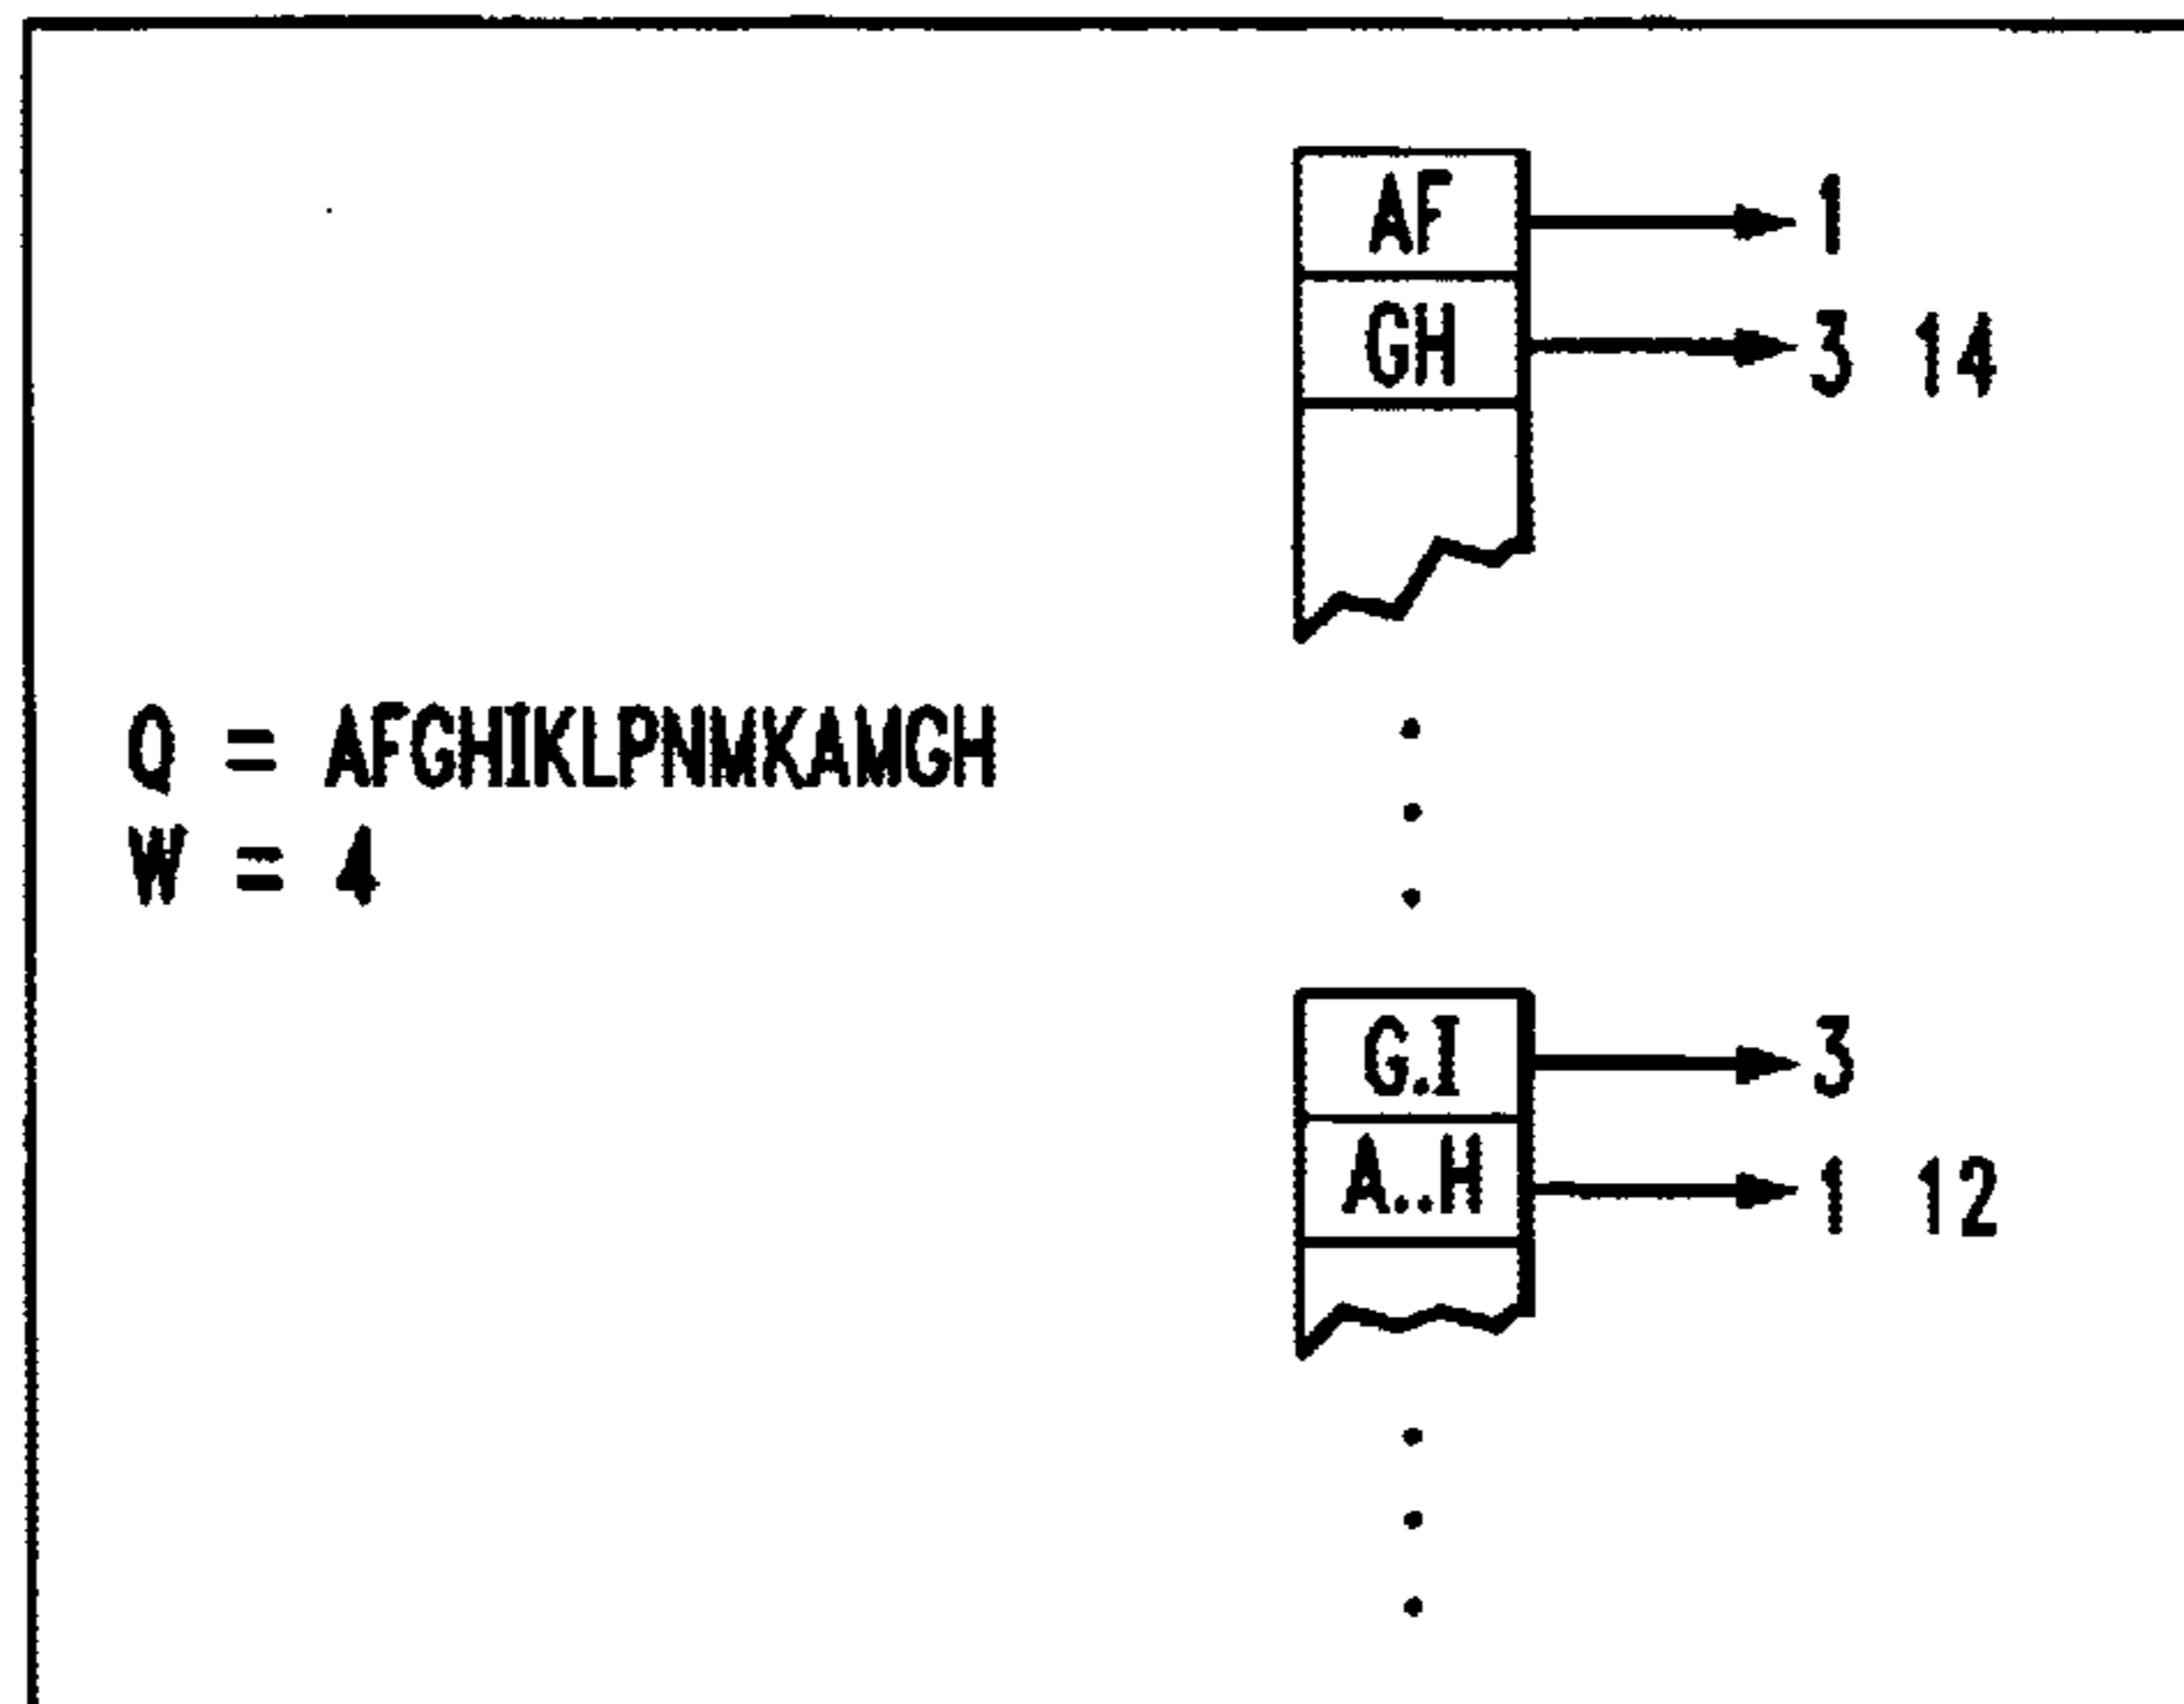 AF 1
GH 3 14
Q = AFGHIKLPNMKAMGH
W = 4
G.I 3
A..H 1 12